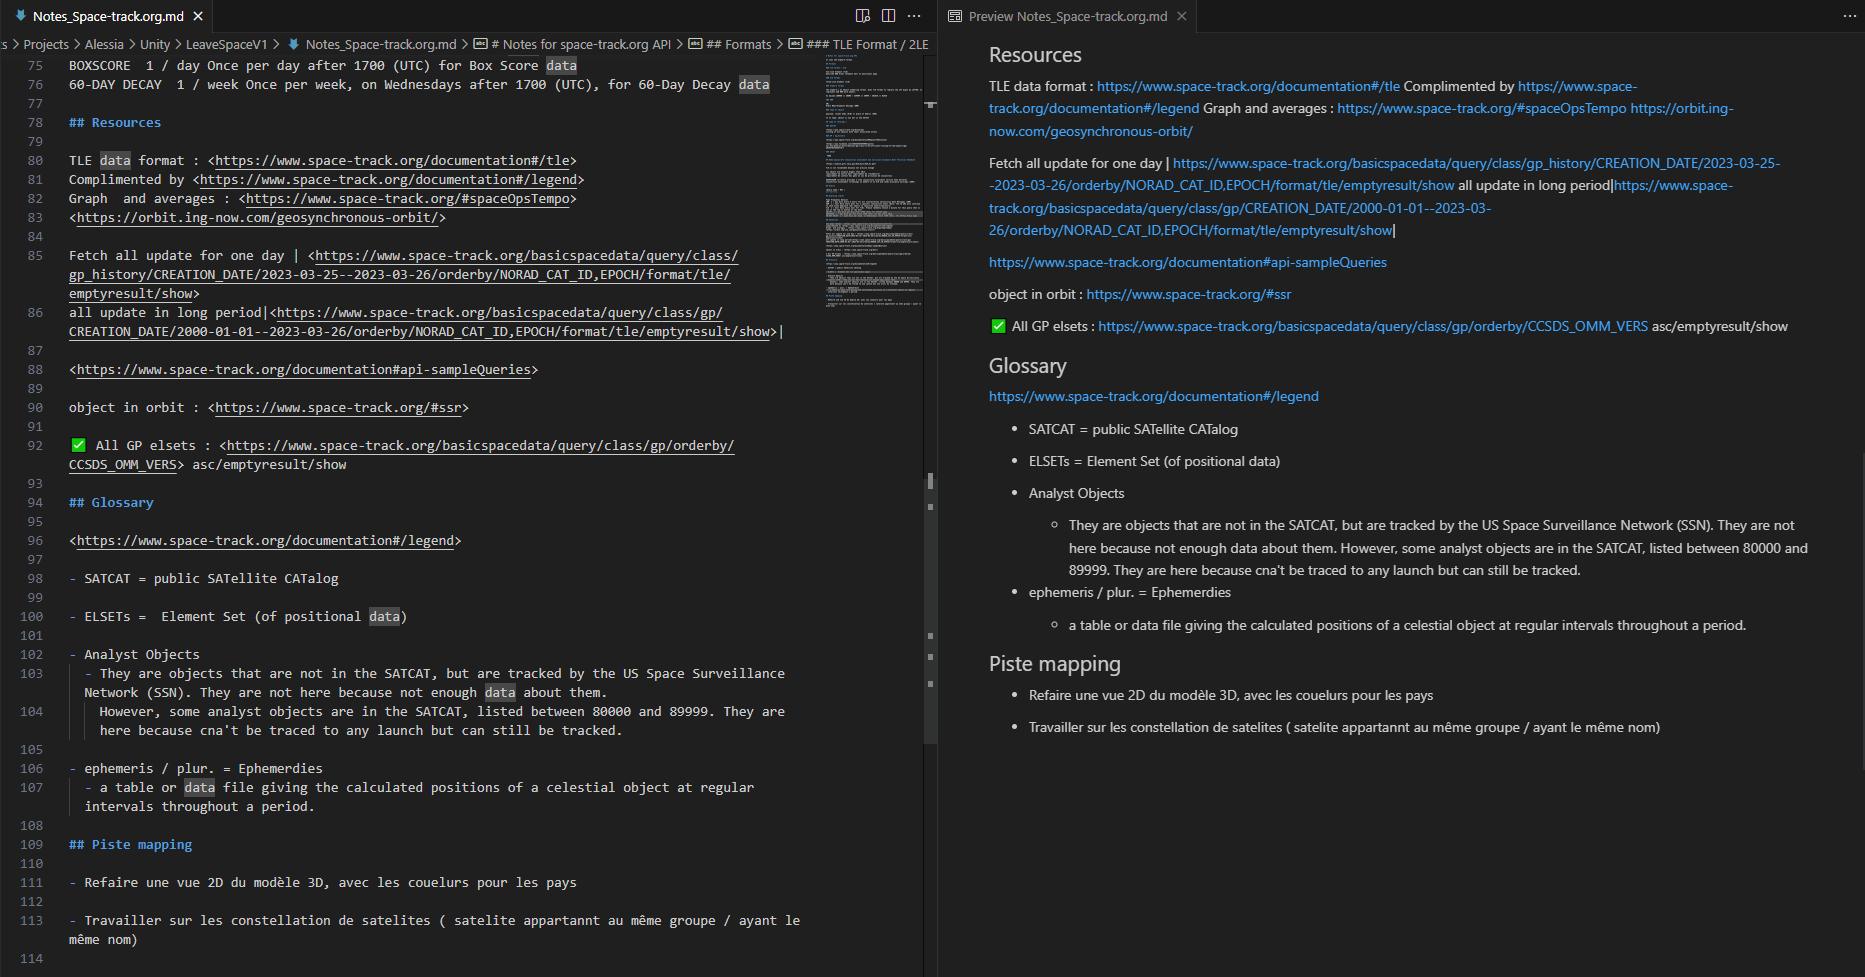 Notes_Space-track.org.md
s > Projects > Alessia > Unity > LeaveSpaceV1 > Notes_Space-track.org.md > # Notes for space-track.org API > ## Formats > ### TLE Format / 2LE
75 BOXSCORE  1 / day Once per day after 1700 (UTC) for Box Score data
76 60-DAY DECAY  1 / week Once per week, on Wednesdays after 1700 (UTC), for 60-Day Decay data
77
78 ## Resources
79
80 TLE data format : <https://www.space-track.org/documentation#/tle>
81 Complimented by <https://www.space-track.org/documentation#/legend>
82 Graph  and averages : <https://www.space-track.org/#spaceOpsTempo>
83 <https://orbit.ing-now.com/geosynchronous-orbit/>
84
85 Fetch all update for one day | <https://www.space-track.org/basicspacedata/query/class/
gp_history/CREATION_DATE/2023-03-25--2023-03-26/orderby/NORAD_CAT_ID,EPOCH/format/tle/
emptyresult/show>
86 all update in long period|<https://www.space-track.org/basicspacedata/query/class/gp/
CREATION_DATE/2000-01-01--2023-03-26/orderby/NORAD_CAT_ID,EPOCH/format/tle/emptyresult/show>|
87
88 <https://www.space-track.org/documentation#api-sampleQueries>
89
90 object in orbit : <https://www.space-track.org/#ssr>
91
92 ✅ All GP elsets : <https://www.space-track.org/basicspacedata/query/class/gp/orderby/
CCSDS_OMM_VERS> asc/emptyresult/show
93
94 ## Glossary
95
96 <https://www.space-track.org/documentation#/legend>
97
98 - SATCAT = public SATellite CATalog
99
100 - ELSETs =  Element Set (of positional data)
101
102 - Analyst Objects
103 - They are objects that are not in the SATCAT, but are tracked by the US Space Surveillance
Network (SSN). They are not here because not enough data about them.
104 However, some analyst objects are in the SATCAT, listed between 80000 and 89999. They are
here because cna't be traced to any launch but can still be tracked.
105
106 - ephemeris / plur. = Ephemerdies
107 - a table or data file giving the calculated positions of a celestial object at regular
intervals throughout a period.
108
109 ## Piste mapping
110
111 - Refaire une vue 2D du modèle 3D, avec les couelurs pour les pays
112
113 - Travailler sur les constellation de satelites ( satelite appartannt au même groupe / ayant le
même nom)
114
Preview Notes_Space-track.org.md
Resources
TLE data format : https://www.space-track.org/documentation#/tle Complimented by https://www.space-
track.org/documentation#/legend Graph and averages : https://www.space-track.org/#spaceOpsTempo https://orbit.ing-
now.com/geosynchronous-orbit/
Fetch all update for one day | https://www.space-track.org/basicspacedata/query/class/gp_history/CREATION_DATE/2023-03-25-
-2023-03-26/orderby/NORAD_CAT_ID,EPOCH/format/tle/emptyresult/show all update in long period|https://www.space-
track.org/basicspacedata/query/class/gp/CREATION_DATE/2000-01-01--2023-03-
26/orderby/NORAD_CAT_ID,EPOCH/format/tle/emptyresult/show|
https://www.space-track.org/documentation#api-sampleQueries
object in orbit : https://www.space-track.org/#ssr
✅ All GP elsets : https://www.space-track.org/basicspacedata/query/class/gp/orderby/CCSDS_OMM_VERS asc/emptyresult/show
Glossary
https://www.space-track.org/documentation#/legend
• SATCAT = public SATellite CATalog
• ELSETs = Element Set (of positional data)
• Analyst Objects
○ They are objects that are not in the SATCAT, but are tracked by the US Space Surveillance Network (SSN). They are not
here because not enough data about them. However, some analyst objects are in the SATCAT, listed between 80000 and
89999. They are here because cna't be traced to any launch but can still be tracked.
• ephemeris / plur. = Ephemerdies
○ a table or data file giving the calculated positions of a celestial object at regular intervals throughout a period.
Piste mapping
• Refaire une vue 2D du modèle 3D, avec les couelurs pour les pays
• Travailler sur les constellation de satelites ( satelite appartannt au même groupe / ayant le même nom)